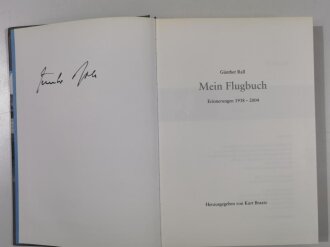 Günther Rall
Mein Flugbuch
Erinnerungen 1938 – 2004
Herausgegeben von Kurt Braatz